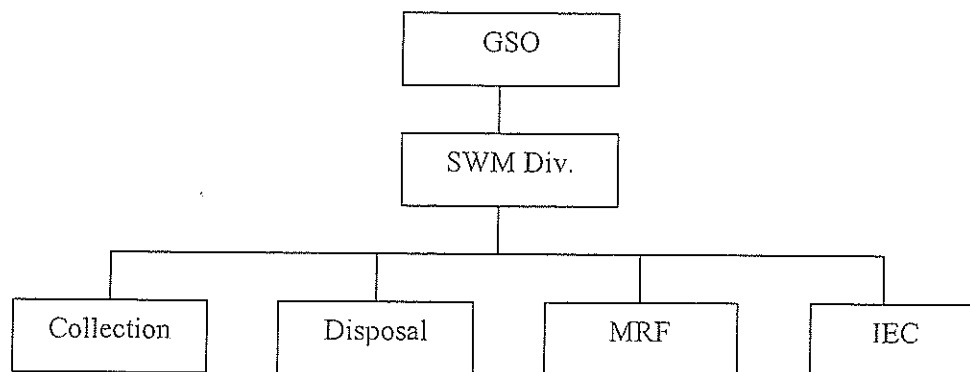 GSO
SWM Div.
Collection
Disposal
MRF
IEC